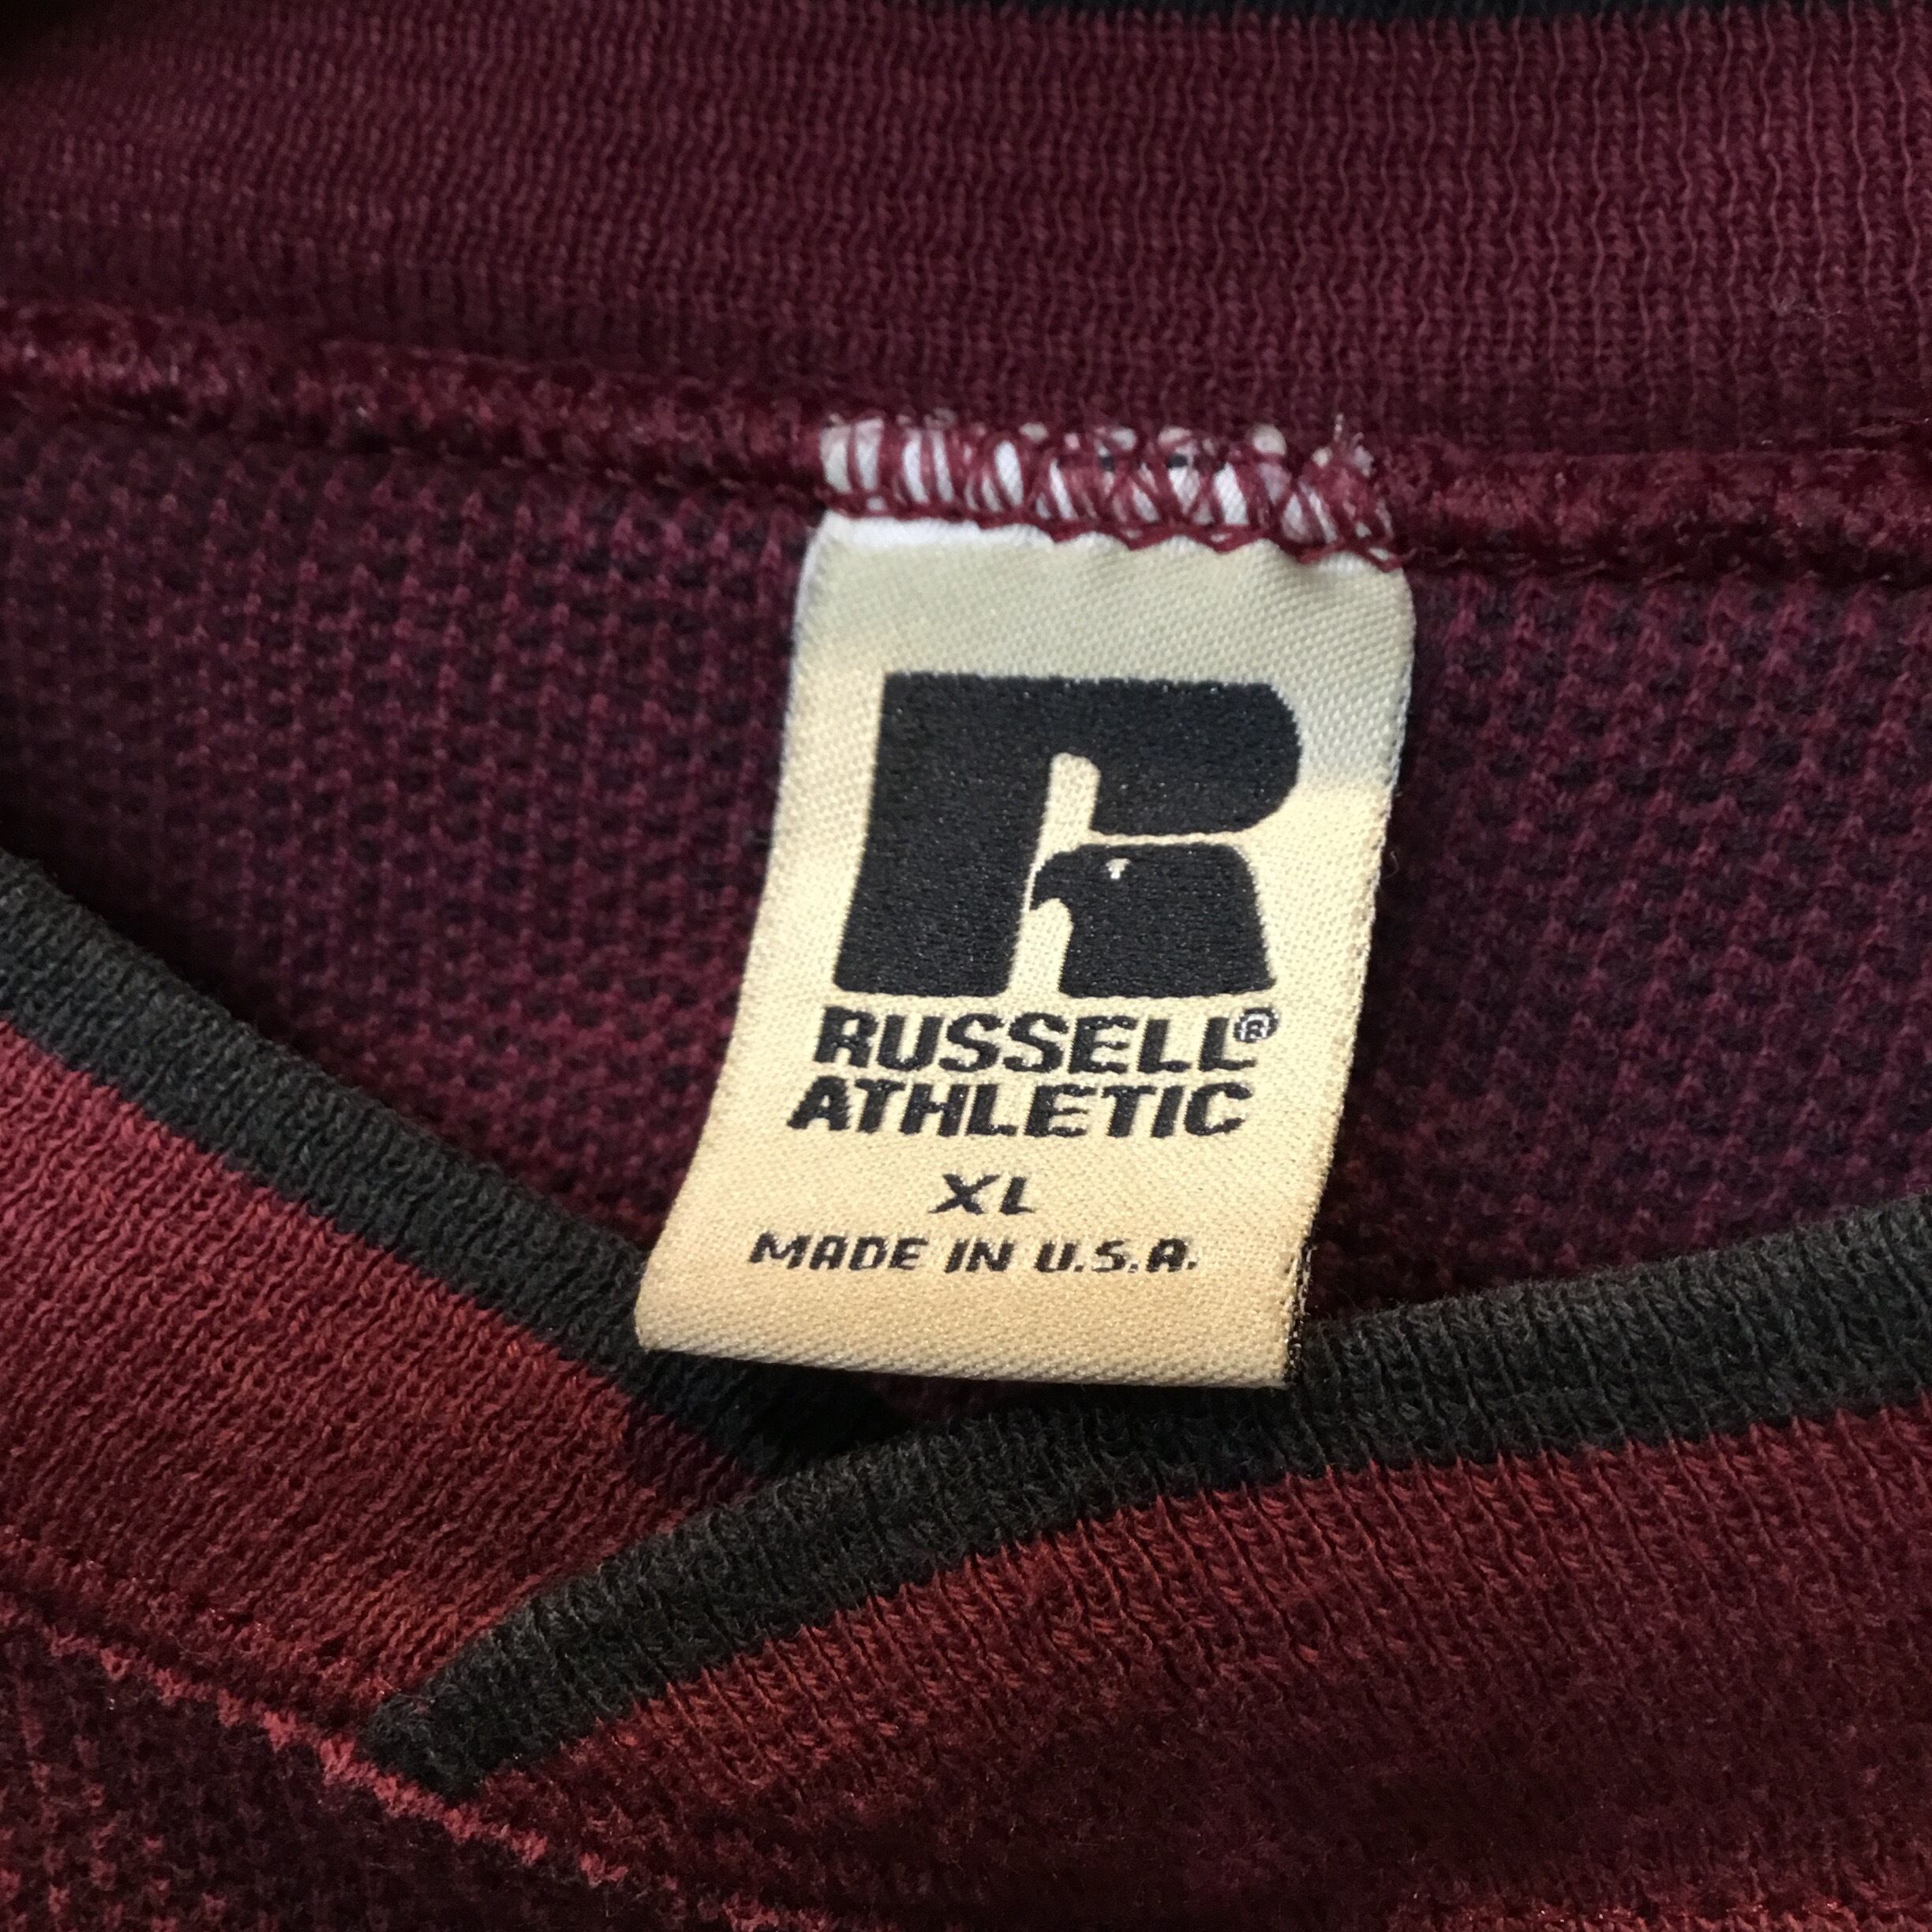 R
RUSSELL®
ATHLETIC
XL
MADE IN U.S.A.